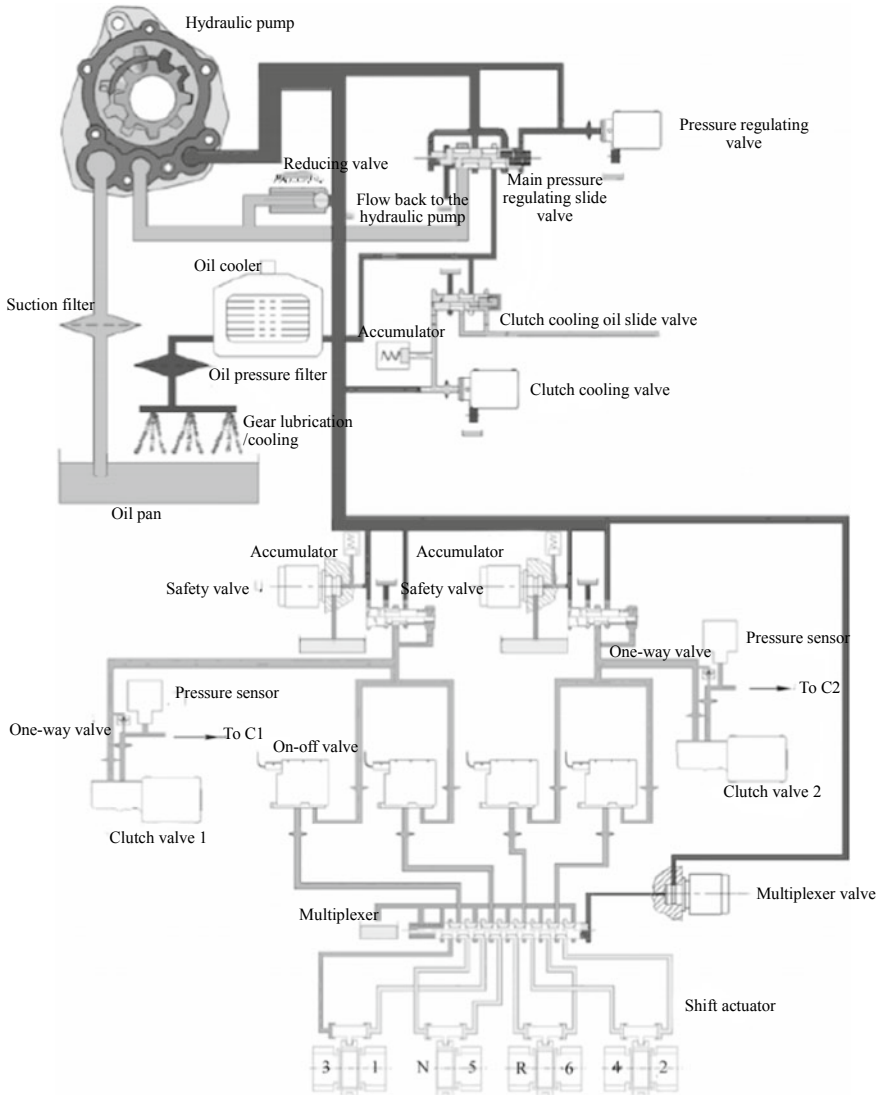 Hydraulic pump
Pressure regulating
valve
Reducing valve
Flow back to the
hydraulic pump
Main pressure
regulating slide
valve
Oil cooler
Suction filter
Clutch cooling oil slide valve
Accumulator
Oil pressure filter
Clutch cooling valve
Gear lubrication
/cooling
Oil pan
Accumulator
Accumulator
Safety valve
Safety valve
One-way valve
Pressure sensor
To C2
Pressure sensor
One-way valve
To C1
On-off valve
Clutch valve 2
Clutch valve 1
Multiplexer valve
Multiplexer
Shift actuator
3 1 N 5 R 6 4 2